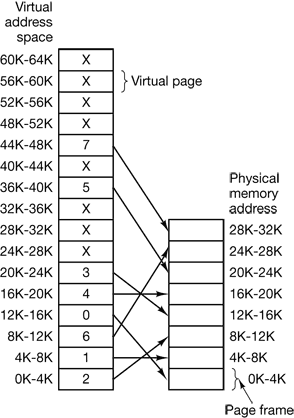 Virtual
address
space
60K-64K X
56K-60K X Virtual page
52K-56K X
48K-52K X
44K-48K 7
40K-44K X
36K-40K 5
32K-36K X
28K-32K X
24K-28K X
20K-24K 3
16K-20K 4
12K-16K 0
8K-12K 6
4K-8K 1
0K-4K 2
Physical
memory
address
28K-32K
24K-28K
20K-24K
16K-20K
12K-16K
8K-12K
4K-8K
0K-4K
Page frame